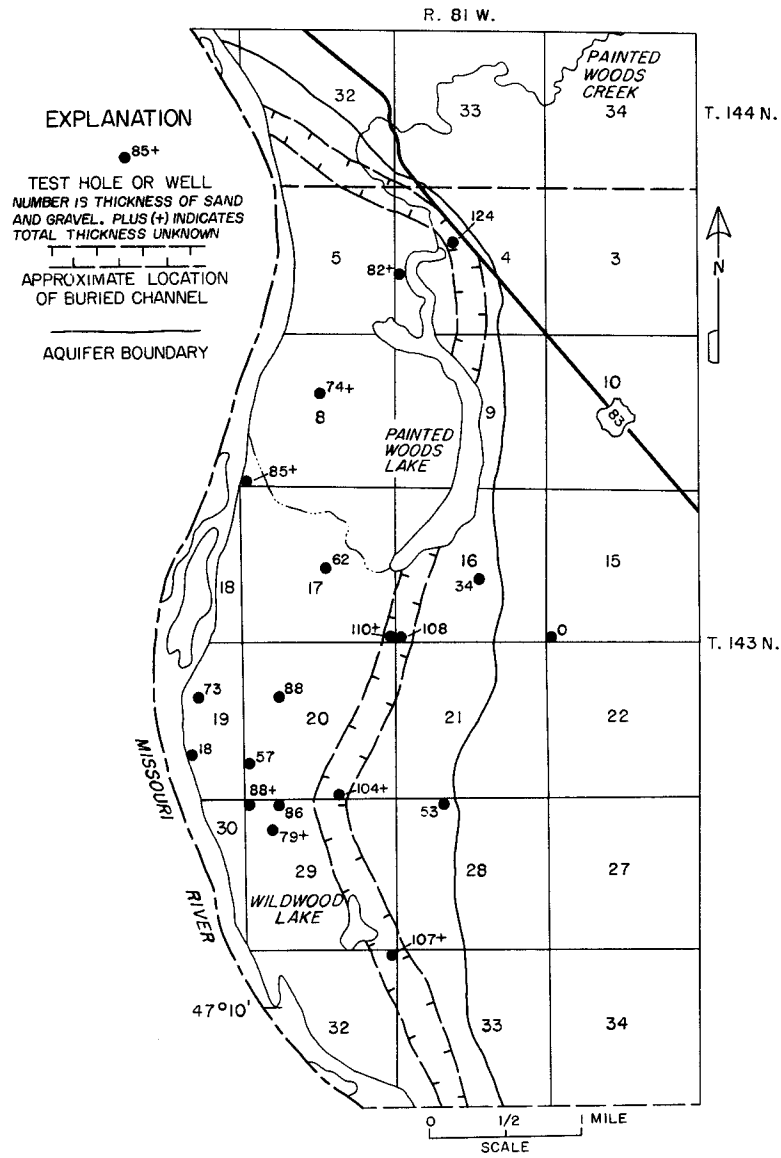 R. 81 W.
PAINTED
WOODS
CREEK
32
33
34
T. 144 N.
EXPLANATION
85+
TEST HOLE OR WELL
NUMBER IS THICKNESS OF SAND
AND GRAVEL. PLUS (+) INDICATES
TOTAL THICKNESS UNKNOWN
APPROXIMATE LOCATION
OF BURIED CHANNEL
AQUIFER BOUNDARY
124
5
4
3
82+
N
74+
8
9
10
83
PAINTED
WOODS
LAKE
85+
62
17
16
34
15
18
110+
108
0
T. 143 N.
73
88
19
20
21
22
18
57
88+
86
104+
53
30
79+
29
28
27
MISSOURI
RIVER
WILDWOOD
LAKE
107+
47°10'
32
33
34
0 1/2 1 MILE
SCALE